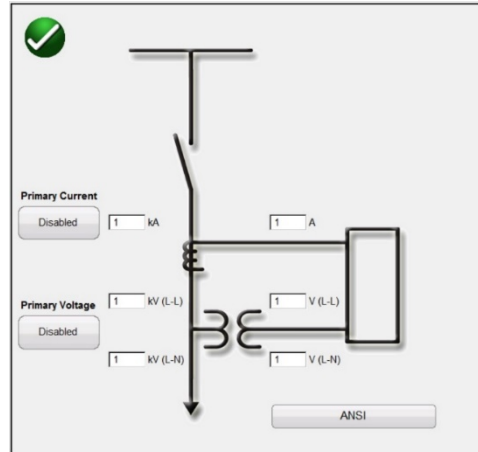 Primary Current
Disabled
1 kA
1 A
Primary Voltage
1 kV (L-L)
1 V (L-L)
Disabled
1 kV (L-N)
1 V (L-N)
ANSI